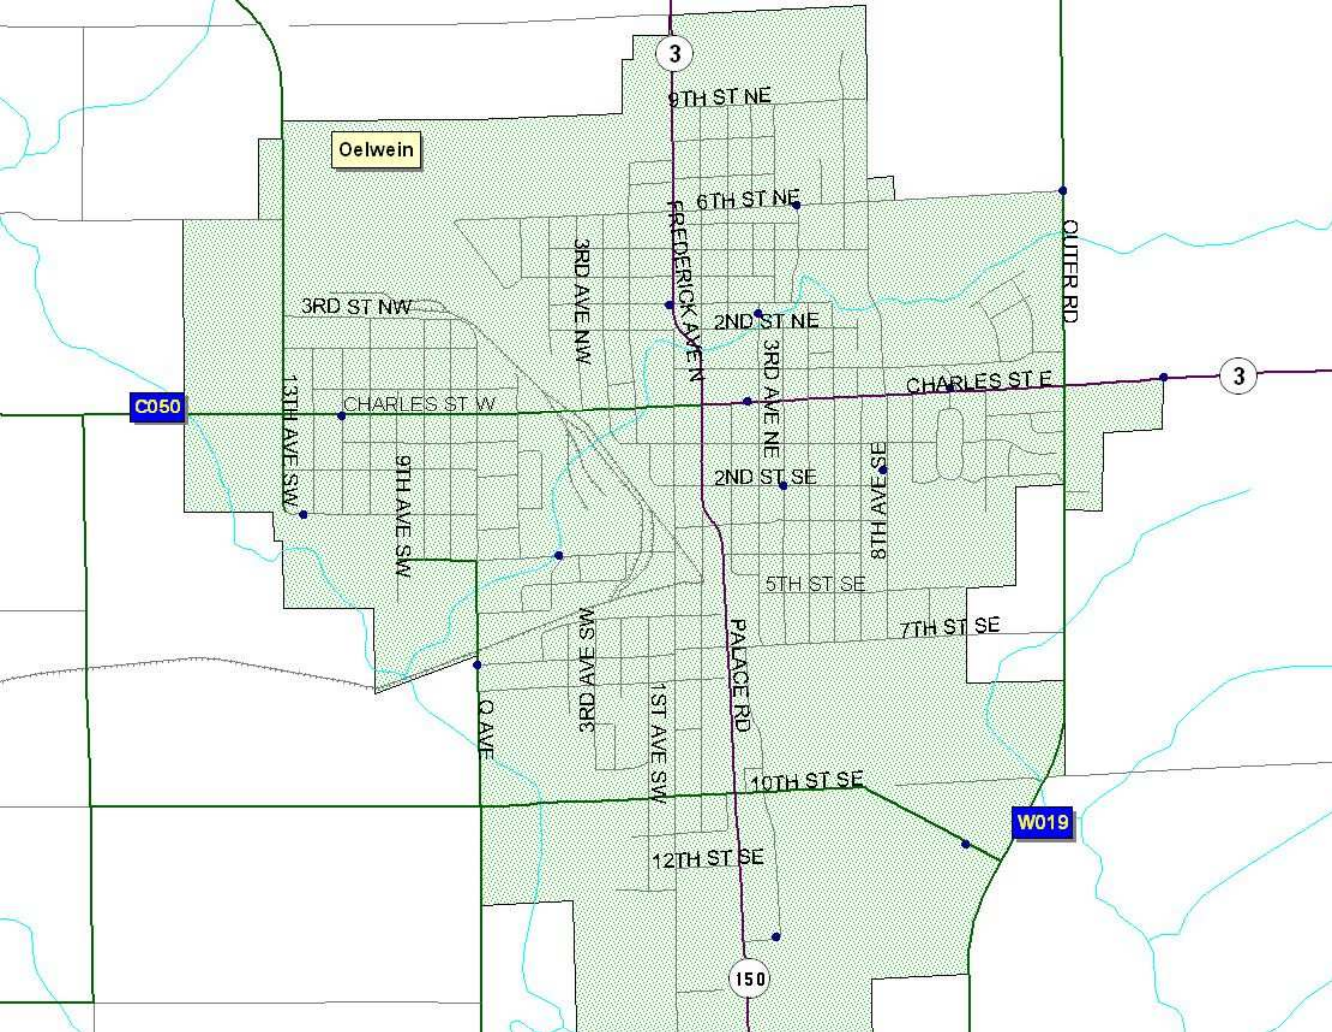 3
9TH ST NE
Oelwein
6TH ST NE
FREDERICK AVE N
OUTER RD
3RD AVE NW
3RD ST NW
2ND ST NE
3RD AVE NE
13TH AVE SW
CHARLES ST E
3
C050
CHARLES ST W
9TH AVE SW
2ND ST SE
8TH AVE SE
5TH ST SE
3RD AVE SW
PALACE RD
7TH ST SE
1ST AVE SW
Q AVE
10TH ST SE
W019
12TH ST SE
150